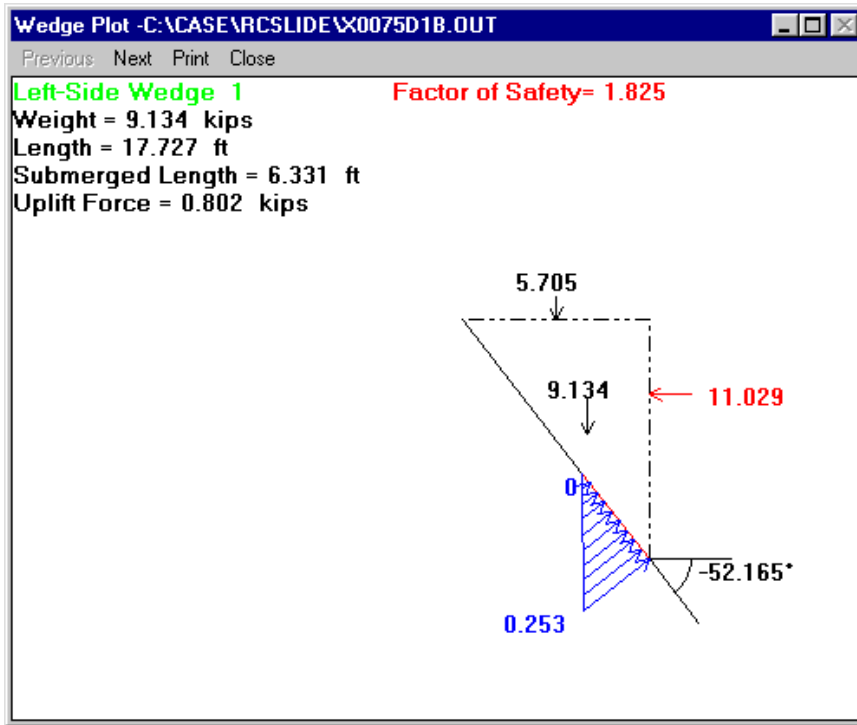 Wedge Plot -C:\CASE\RCSLIDE\X0075D1B.OUT
Previous Next Print Close
Left-Side Wedge 1 Factor of Safety= 1.825
Weight = 9.134 kips
Length = 17.727 ft
Submerged Length = 6.331 ft
Uplift Force = 0.802 kips
5.705
9.134
11.029
0
-52.165°
0.253